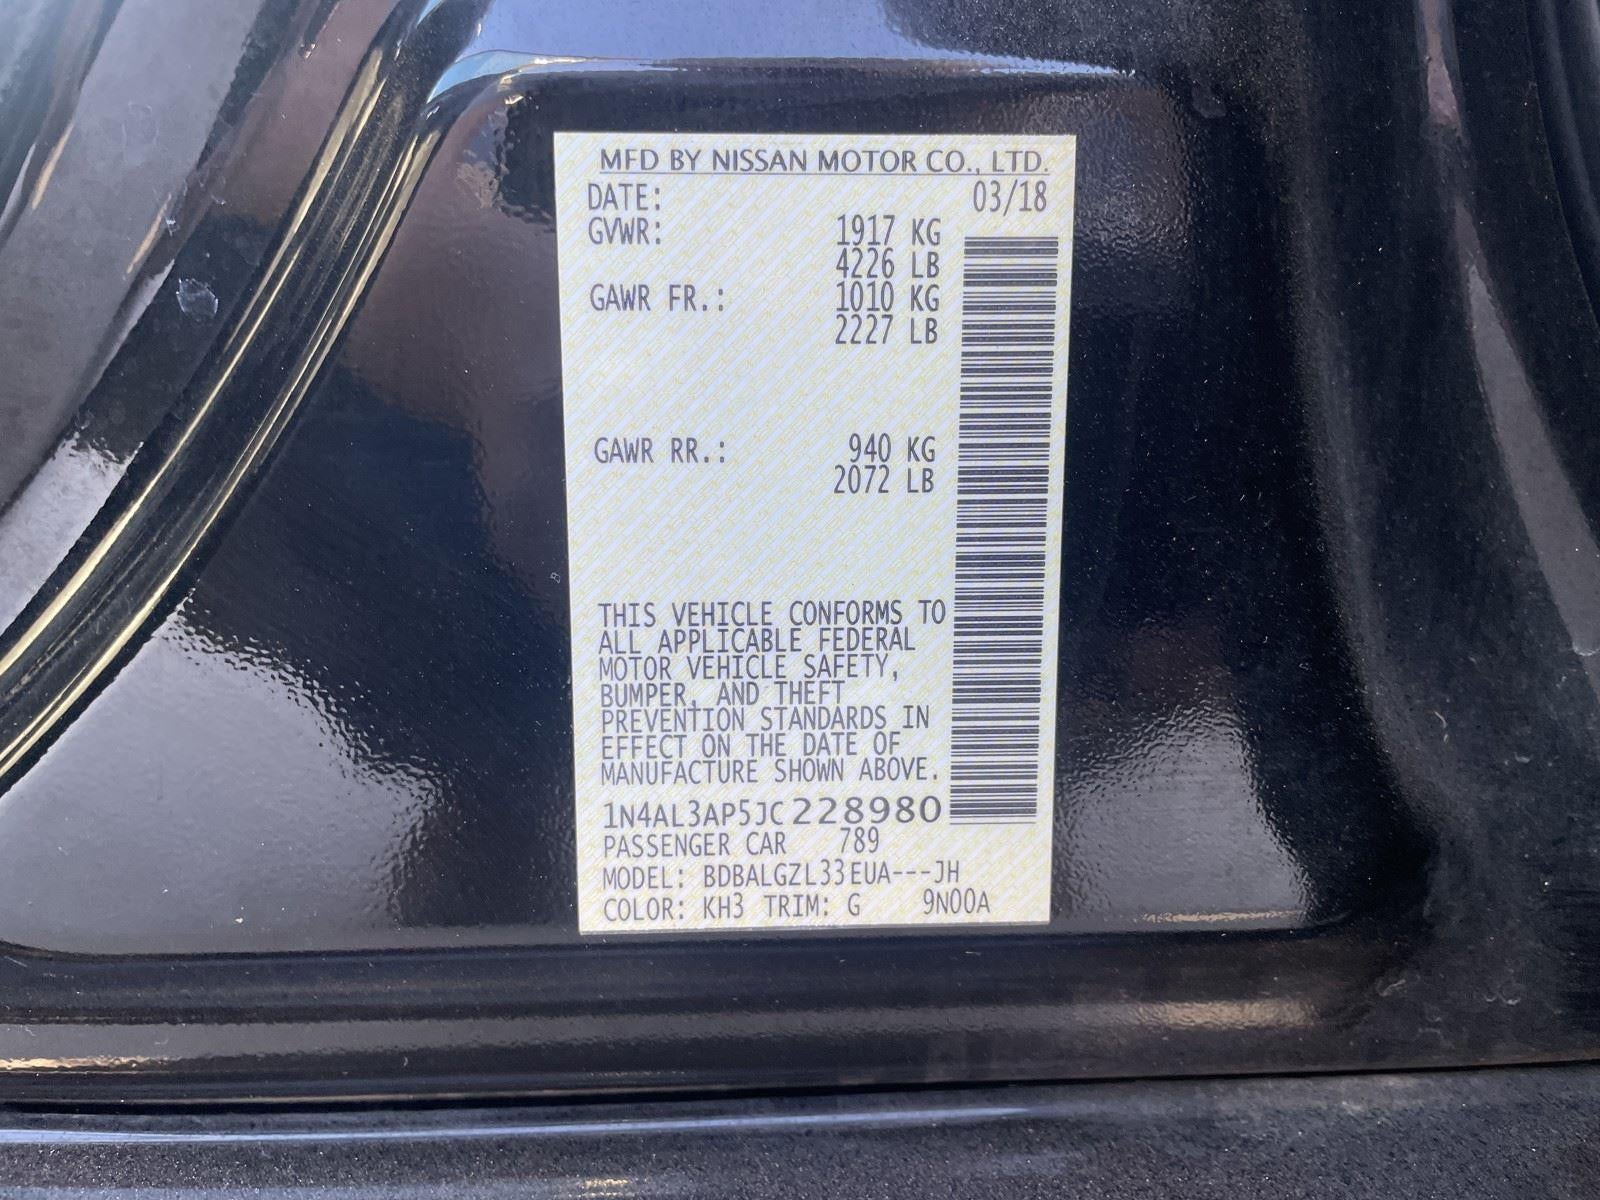 MFD BY NISSAN MOTOR CO., LTD.
DATE: 03/18
GVWR: 1917 KG
4226 LB
GAWR FR.: 1010 KG
2227 LB
GAWR RR.: 940 KG
2072 LB
THIS VEHICLE CONFORMS TO
ALL APPLICABLE FEDERAL
MOTOR VEHICLE SAFETY,
BUMPER, AND THEFT
PREVENTION STANDARDS IN
EFFECT ON THE DATE OF
MANUFACTURE SHOWN ABOVE.
1N4AL3AP5JC228980
PASSENGER CAR 789
MODEL: BDBALGZL33EUA---JH
COLOR: KH3 TRIM: G 9N00A